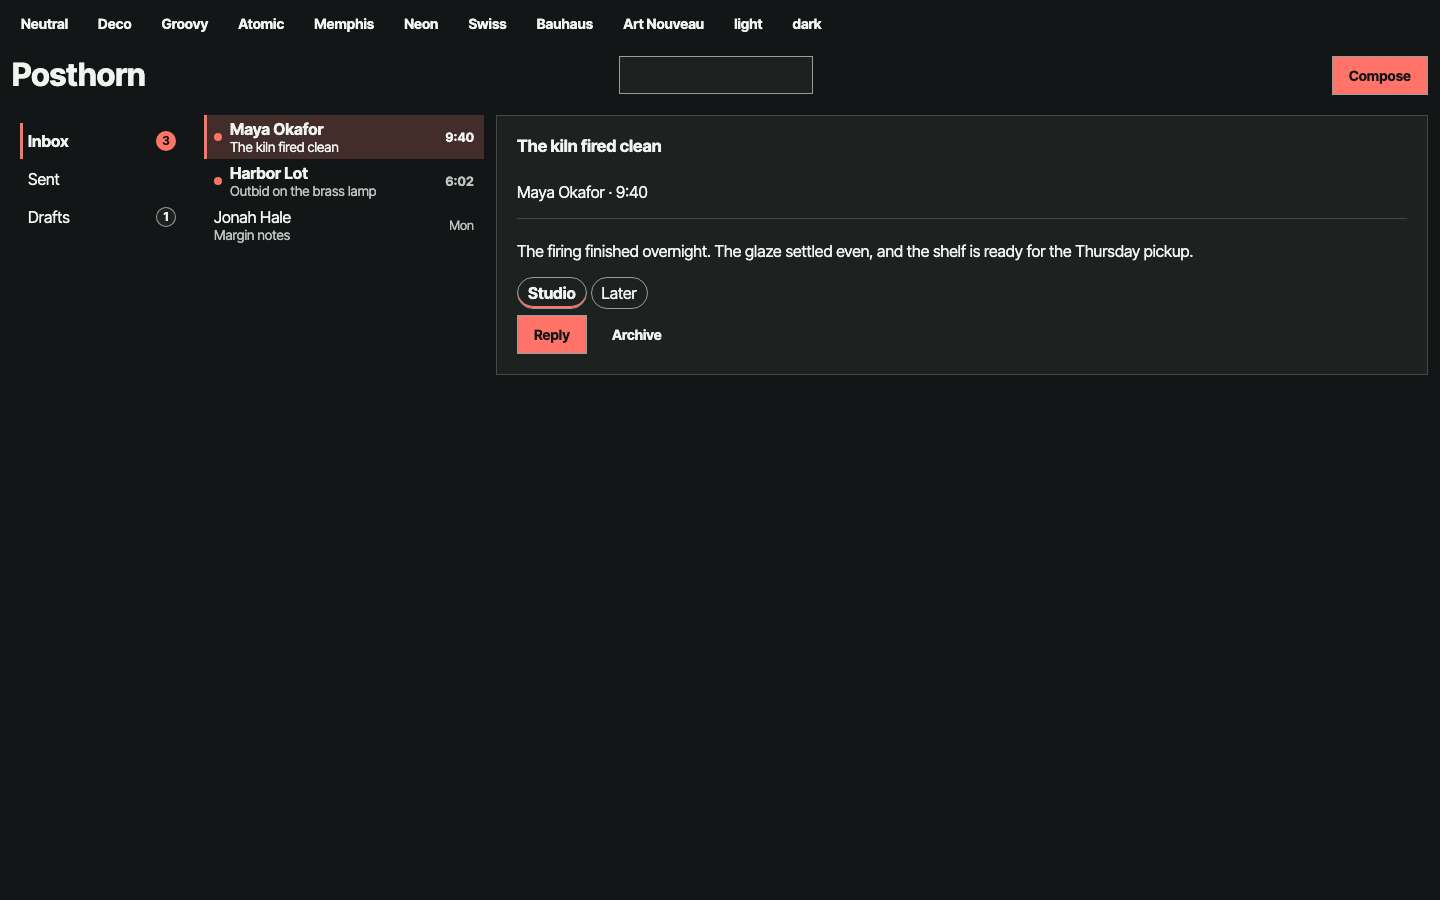 Neutral Deco Groovy Atomic Memphis Neon Swiss Bauhaus Art Nouveau light dark
Posthorn
Compose
Inbox 3
Sent
Drafts 1
Maya Okafor 9:40
The kiln fired clean
Harbor Lot 6:02
Outbid on the brass lamp
Jonah Hale Mon
Margin notes
The kiln fired clean
Maya Okafor · 9:40
The firing finished overnight. The glaze settled even, and the shelf is ready for the Thursday pickup.
Studio Later
Reply Archive